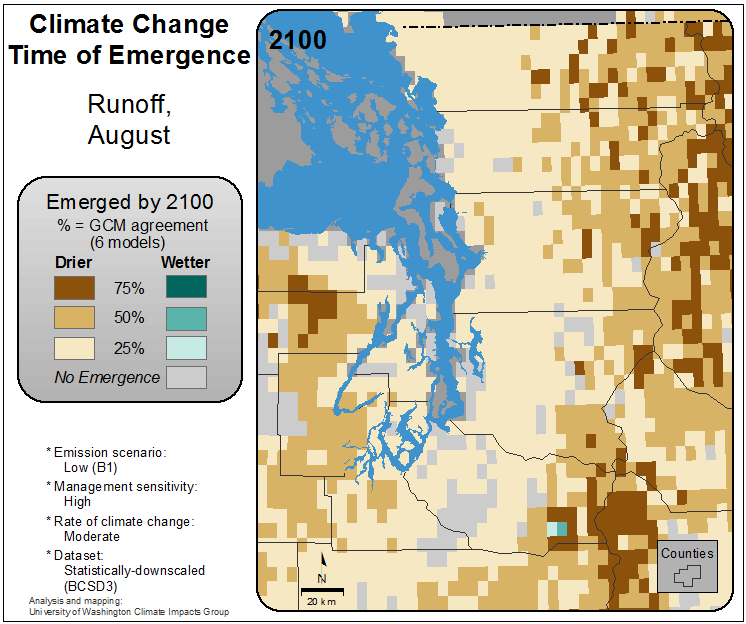 Climate Change
Time of Emergence
Runoff,
August
Emerged by 2100
% = GCM agreement
(6 models)
Drier Wetter
75%
50%
25%
No Emergence
* Emission scenario:
Low (B1)
* Management sensitivity:
High
* Rate of climate change:
Moderate
* Dataset:
Statistically-downscaled
(BCSD3)
Analysis and mapping:
University of Washington Climate Impacts Group
2100
N
20 km
Counties